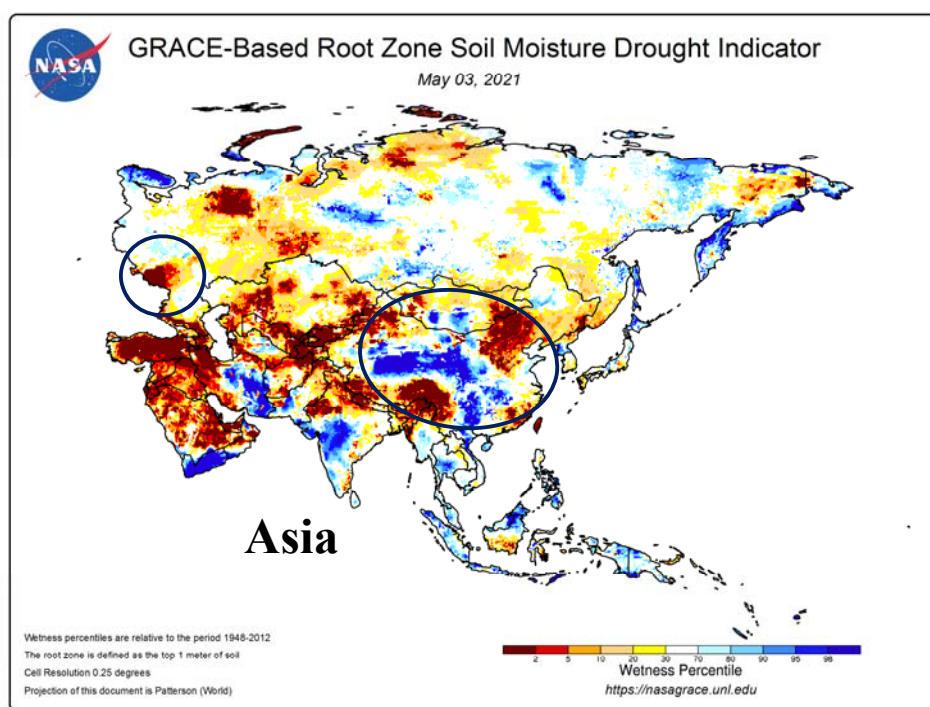 NASA
GRACE-Based Root Zone Soil Moisture Drought Indicator
May 03, 2021
Asia
Wetness percentiles are relative to the period 1948-2012
The root zone is defined as the top 1 meter of soil
Cell Resolution 0.25 degrees
Projection of this document is Patterson (World)
2 5 10 20 30 70 80 90 95 98
Wetness Percentile
https://nasagrace.unl.edu